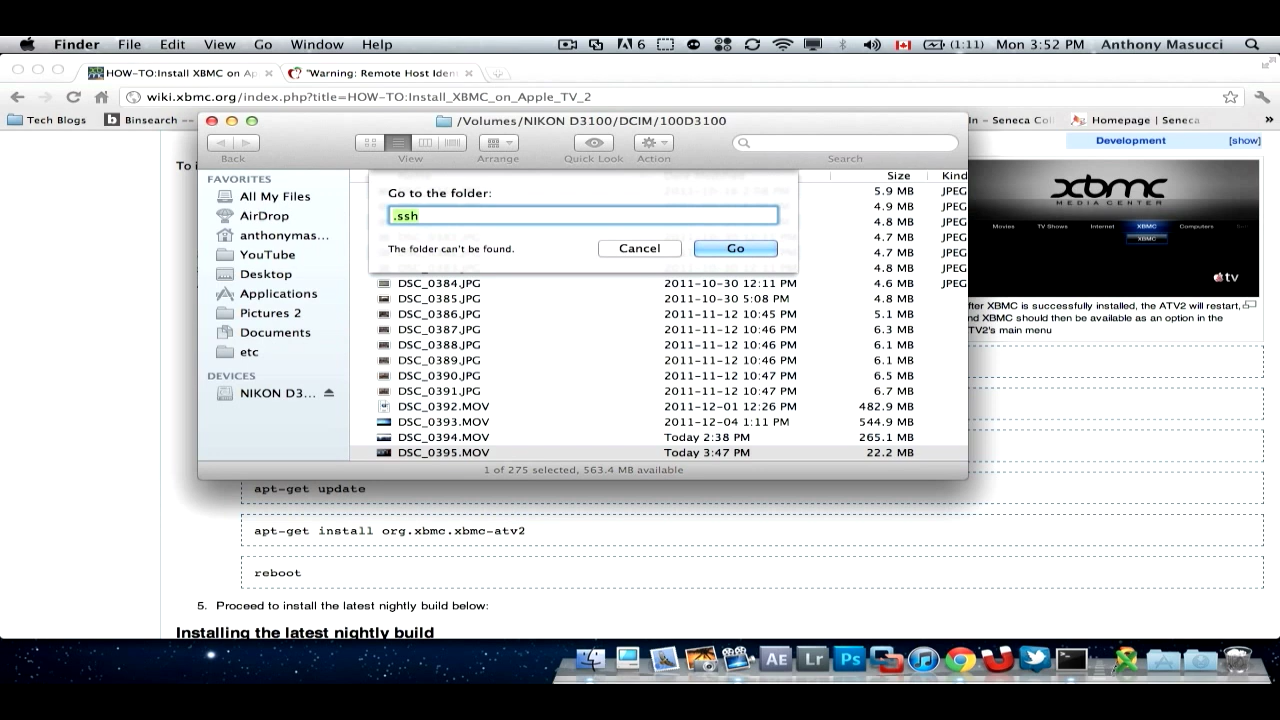 Finder File Edit View Go Window Help 6 (1:11) Mon 3:52 PM Anthony Masucci
HOW-TO:Install XBMC on Ap × "Warning: Remote Host Iden ×
wiki.xbmc.org/index.php?title=HOW-TO:Install_XBMC_on_Apple_TV_2
Tech Blogs Binsearch -- n - Seneca Col Homepage | Seneca »
/Volumes/NIKON D3100/DCIM/100D3100
Back View Arrange Quick Look Action Search
Development [show]
To i
FAVORITES
All My Files
AirDrop
anthonymas...
YouTube
Desktop
Applications
Pictures 2
Documents
etc
DEVICES
NIKON D3...
Go to the folder:
.ssh
The folder can't be found.
Cancel Go
Size Kind
5.9 MB JPEG
4.9 MB JPEG
4.8 MB JPEG
4.7 MB JPEG
4.7 MB JPEG
4.8 MB JPEG
DSC_0384.JPG 2011-10-30 12:11 PM 4.6 MB JPEG
DSC_0385.JPG 2011-10-30 5:08 PM 4.8 MB
DSC_0386.JPG 2011-11-12 10:45 PM 5.1 MB
DSC_0387.JPG 2011-11-12 10:46 PM 6.3 MB
DSC_0388.JPG 2011-11-12 10:46 PM 6.1 MB
DSC_0389.JPG 2011-11-12 10:46 PM 6.1 MB
DSC_0390.JPG 2011-11-12 10:47 PM 6.5 MB
DSC_0391.JPG 2011-11-12 10:47 PM 6.7 MB
DSC_0392.MOV 2011-12-01 12:26 PM 482.9 MB
DSC_0393.MOV 2011-12-04 1:11 PM 544.9 MB
DSC_0394.MOV Today 2:38 PM 265.1 MB
DSC_0395.MOV Today 3:47 PM 22.2 MB
1 of 275 selected, 563.4 MB available
xbmc
MEDIA CENTER
Movies TV Shows Internet XBMC Computers
XBMC
tv
fter XBMC is successfully installed, the ATV2 will restart,
nd XBMC should then be available as an option in the
TV2's main menu
apt-get update
apt-get install org.xbmc.xbmc-atv2
reboot
5. Proceed to install the latest nightly build below:
Installing the latest nightly build
AE Lr Ps